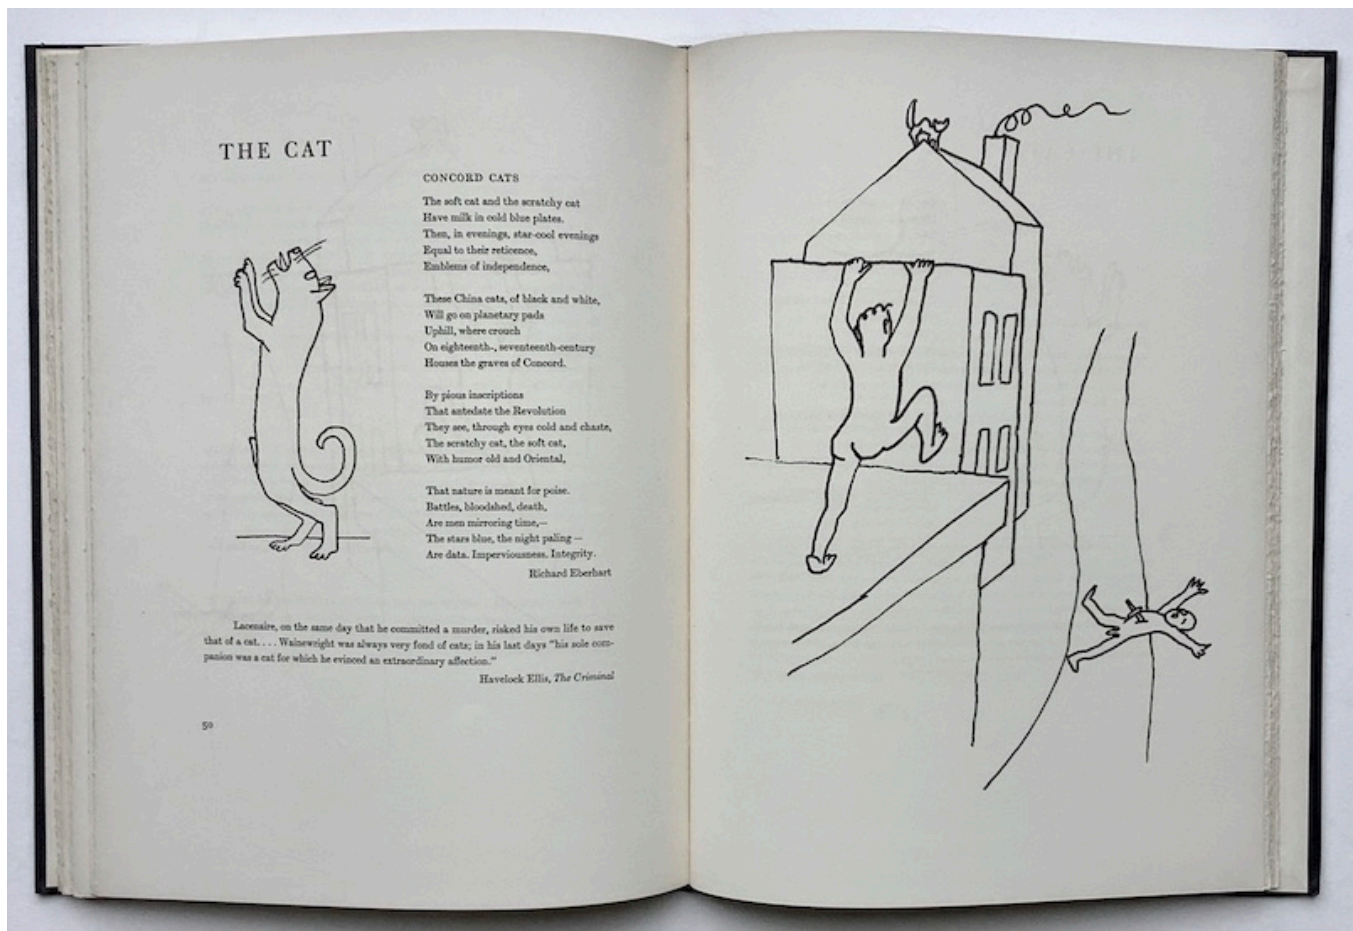 THE CAT
CONCORD CATS
The soft cat and the scratchy cat
Have milk in cold blue plates.
Then, in evenings, star-cool evenings
Equal to their reticence,
Emblems of independence,
These China cats, of black and white,
Will go on planetary pads
Uphill, where crouch
On eighteenth-, seventeenth-century
Houses the graves of Concord.
By pious inscriptions
That antedate the Revolution
They see, through eyes cold and chaste,
The scratchy cat, the soft cat,
With humor old and Oriental,
That nature is meant for poise.
Battles, bloodshed, death,
Are men mirroring time,—
The stars blue, the night paling —
Are data. Imperviousness. Integrity.
Richard Eberhart
Lacenaire, on the same day that he committed a murder, risked his own life to save
that of a cat. . . . Wainewright was always very fond of cats; in his last days "his sole com-
panion was a cat for which he evinced an extraordinary affection."
Havelock Ellis, The Criminal
50